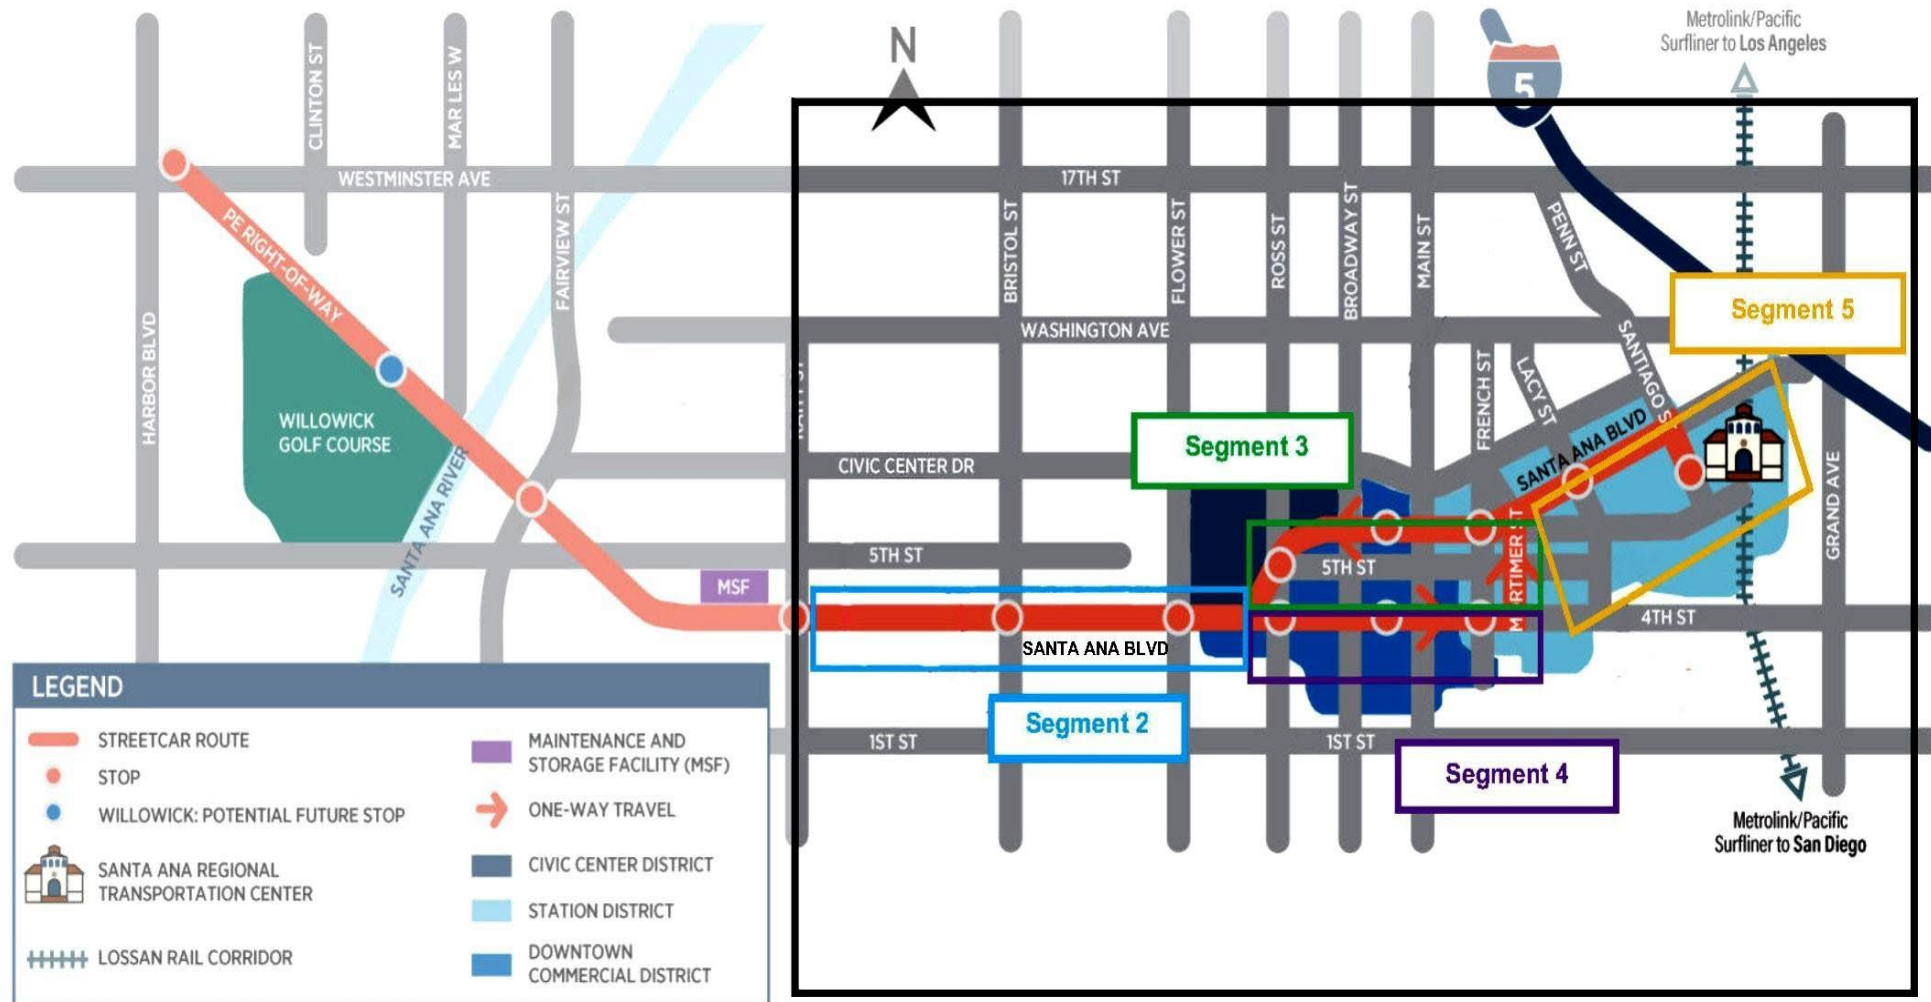 Metrolink/Pacific
Surfliner to Los Angeles
N
5
CLINTON ST
MAR LES W
WESTMINSTER AVE
17TH ST
PE RIGHT-OF-WAY
FAIRVIEW ST
BRISTOL ST
FLOWER ST
ROSS ST
BROADWAY ST
MAIN ST
PENN ST
Segment 5
HARBOR BLVD
WASHINGTON AVE
SANTIAGO S
FRENCH ST
LACY ST
WILLOWICK
GOLF COURSE
SANTA ANA RIVER
CIVIC CENTER DR
Segment 3
SANTA ANA BLVD
GRAND AVE
5TH ST
5TH ST
MSF
4TH ST
SANTA ANA BLVD
Segment 2
1ST ST
1ST ST
Segment 4
Metrolink/Pacific
Surfliner to San Diego
LEGEND
STREETCAR ROUTE
STOP
WILLOWICK: POTENTIAL FUTURE STOP
SANTA ANA REGIONAL
TRANSPORTATION CENTER
LOSSAN RAIL CORRIDOR
MAINTENANCE AND
STORAGE FACILITY (MSF)
ONE-WAY TRAVEL
CIVIC CENTER DISTRICT
STATION DISTRICT
DOWNTOWN
COMMERCIAL DISTRICT